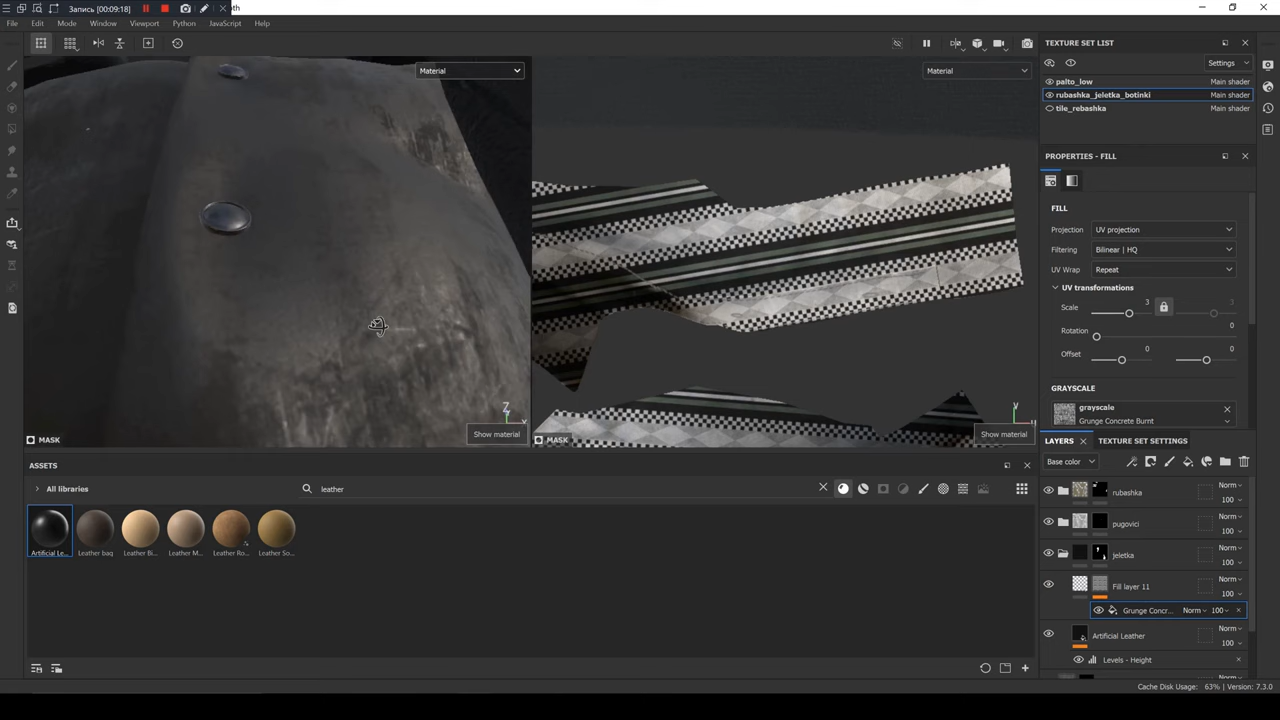 Запись [00:09:18]
File Edit Mode Window Viewport Python JavaScript Help
Material
Material
MASK
Show material
MASK
Show material
Z
Y
TEXTURE SET LIST
Settings
palto_low Main shader
rubashka_jeletka_botinki Main shader
tile_rebashka Main shader
PROPERTIES - FILL
FILL
Projection UV projection
Filtering Bilinear | HQ
UV Wrap Repeat
UV transformations
Scale 3 3
Rotation 0
Offset 0 0
GRAYSCALE
grayscale
Grunge Concrete Burnt
LAYERS TEXTURE SET SETTINGS
Base color
rubashka Norm 100
pugovici Norm 100
jeletka Norm 100
Fill layer 11 Norm 100
Grunge Concr... Norm 100
Artificial Leather Norm 100
Levels - Height
ASSETS
All libraries leather
Artificial Le... Leather bag Leather Bi... Leather M... Leather Ro... Leather So...
Cache Disk Usage: 63% | Version: 7.3.0